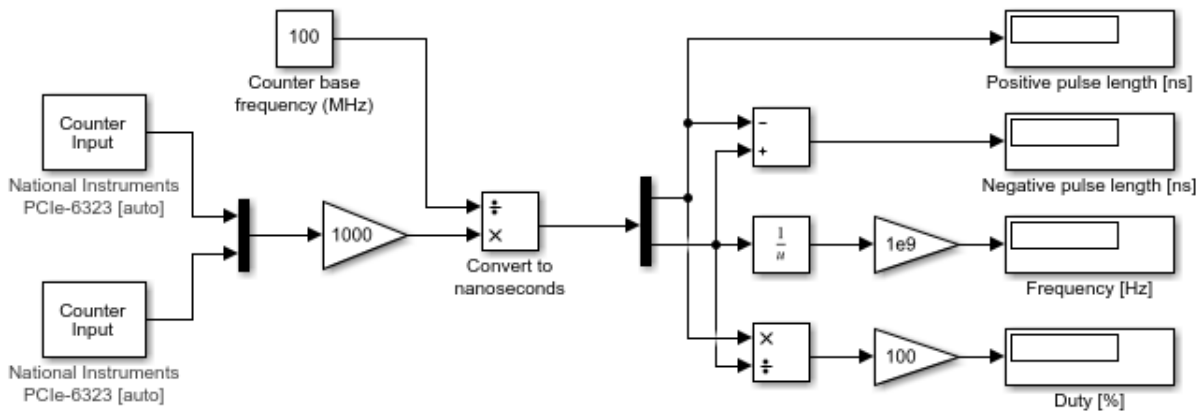 100
Counter base
frequency (MHz)
Counter
Input
National Instruments
PCIe-6323 [auto]
Counter
Input
National Instruments
PCIe-6323 [auto]
1000
÷
×
Convert to
nanoseconds
Positive pulse length [ns]
−
+
Negative pulse length [ns]
1
u
1e9
Frequency [Hz]
×
÷
100
Duty [%]